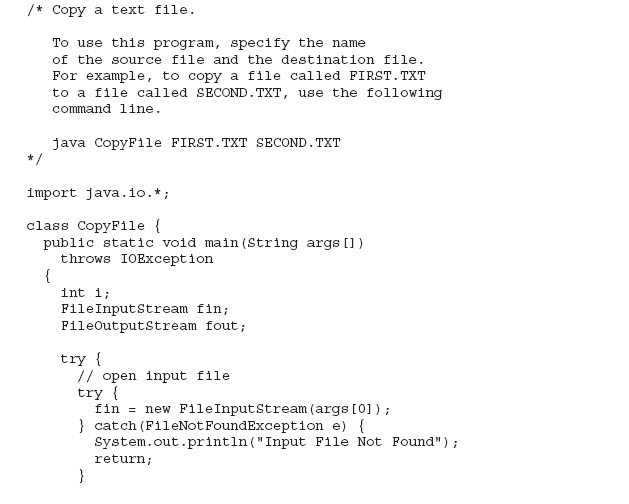 /* Copy a text file.

   To use this program, specify the name
   of the source file and the destination file.
   For example, to copy a file called FIRST.TXT
   to a file called SECOND.TXT, use the following
   command line.

   java CopyFile FIRST.TXT SECOND.TXT
*/

import java.io.*;

class CopyFile {
  public static void main(String args[])
    throws IOException
  {
    int i;
    FileInputStream fin;
    FileOutputStream fout;

    try {
      // open input file
      try {
        fin = new FileInputStream(args[0]);
      } catch(FileNotFoundException e) {
        System.out.println("Input File Not Found");
        return;
      }